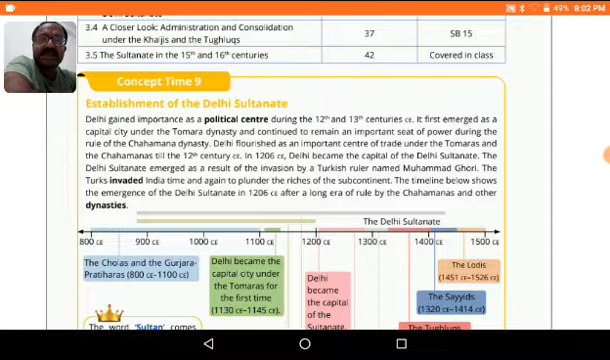 49% 8:02 PM
Delhi Sultanate
3.4 A Closer Look: Administration and Consolidation 37 SB 15
under the Khaljis and the Tughluqs
3.5 The Sultanate in the 15th and 16th centuries 42 Covered in class
Concept Time 9
Establishment of the Delhi Sultanate
Delhi gained importance as a political centre during the 12th and 13th centuries CE. It first emerged as a
capital city under the Tomara dynasty and continued to remain an important seat of power during the
rule of the Chahamana dynasty. Delhi flourished as an important centre of trade under the Tomaras and
the Chahamanas till the 12th century CE. In 1206 CE, Delhi became the capital of the Delhi Sultanate. The
Delhi Sultanate emerged as a result of the invasion by a Turkish ruler named Muhammad Ghori. The
Turks invaded India time and again to plunder the riches of the subcontinent. The timeline below shows
the emergence of the Delhi Sultanate in 1206 CE after a long era of rule by the Chahamanas and other
dynasties.
The Delhi Sultanate
800 CE 900 CE 1000 CE 1100 CE 1200 CE 1300 CE 1400 CE 1500 CE
The Cholas and the Gurjara-
Pratiharas (800 CE–1100 CE)
Delhi became the
capital city under
the Tomaras for
the first time
(1130 CE–1145 CE).
Delhi
became
the capital
of the
Sultanate.
The Lodis
(1451 CE–1526 CE)
The Sayyids
(1320 CE–1414 CE)
The Tughluqs
The word 'Sultan' comes